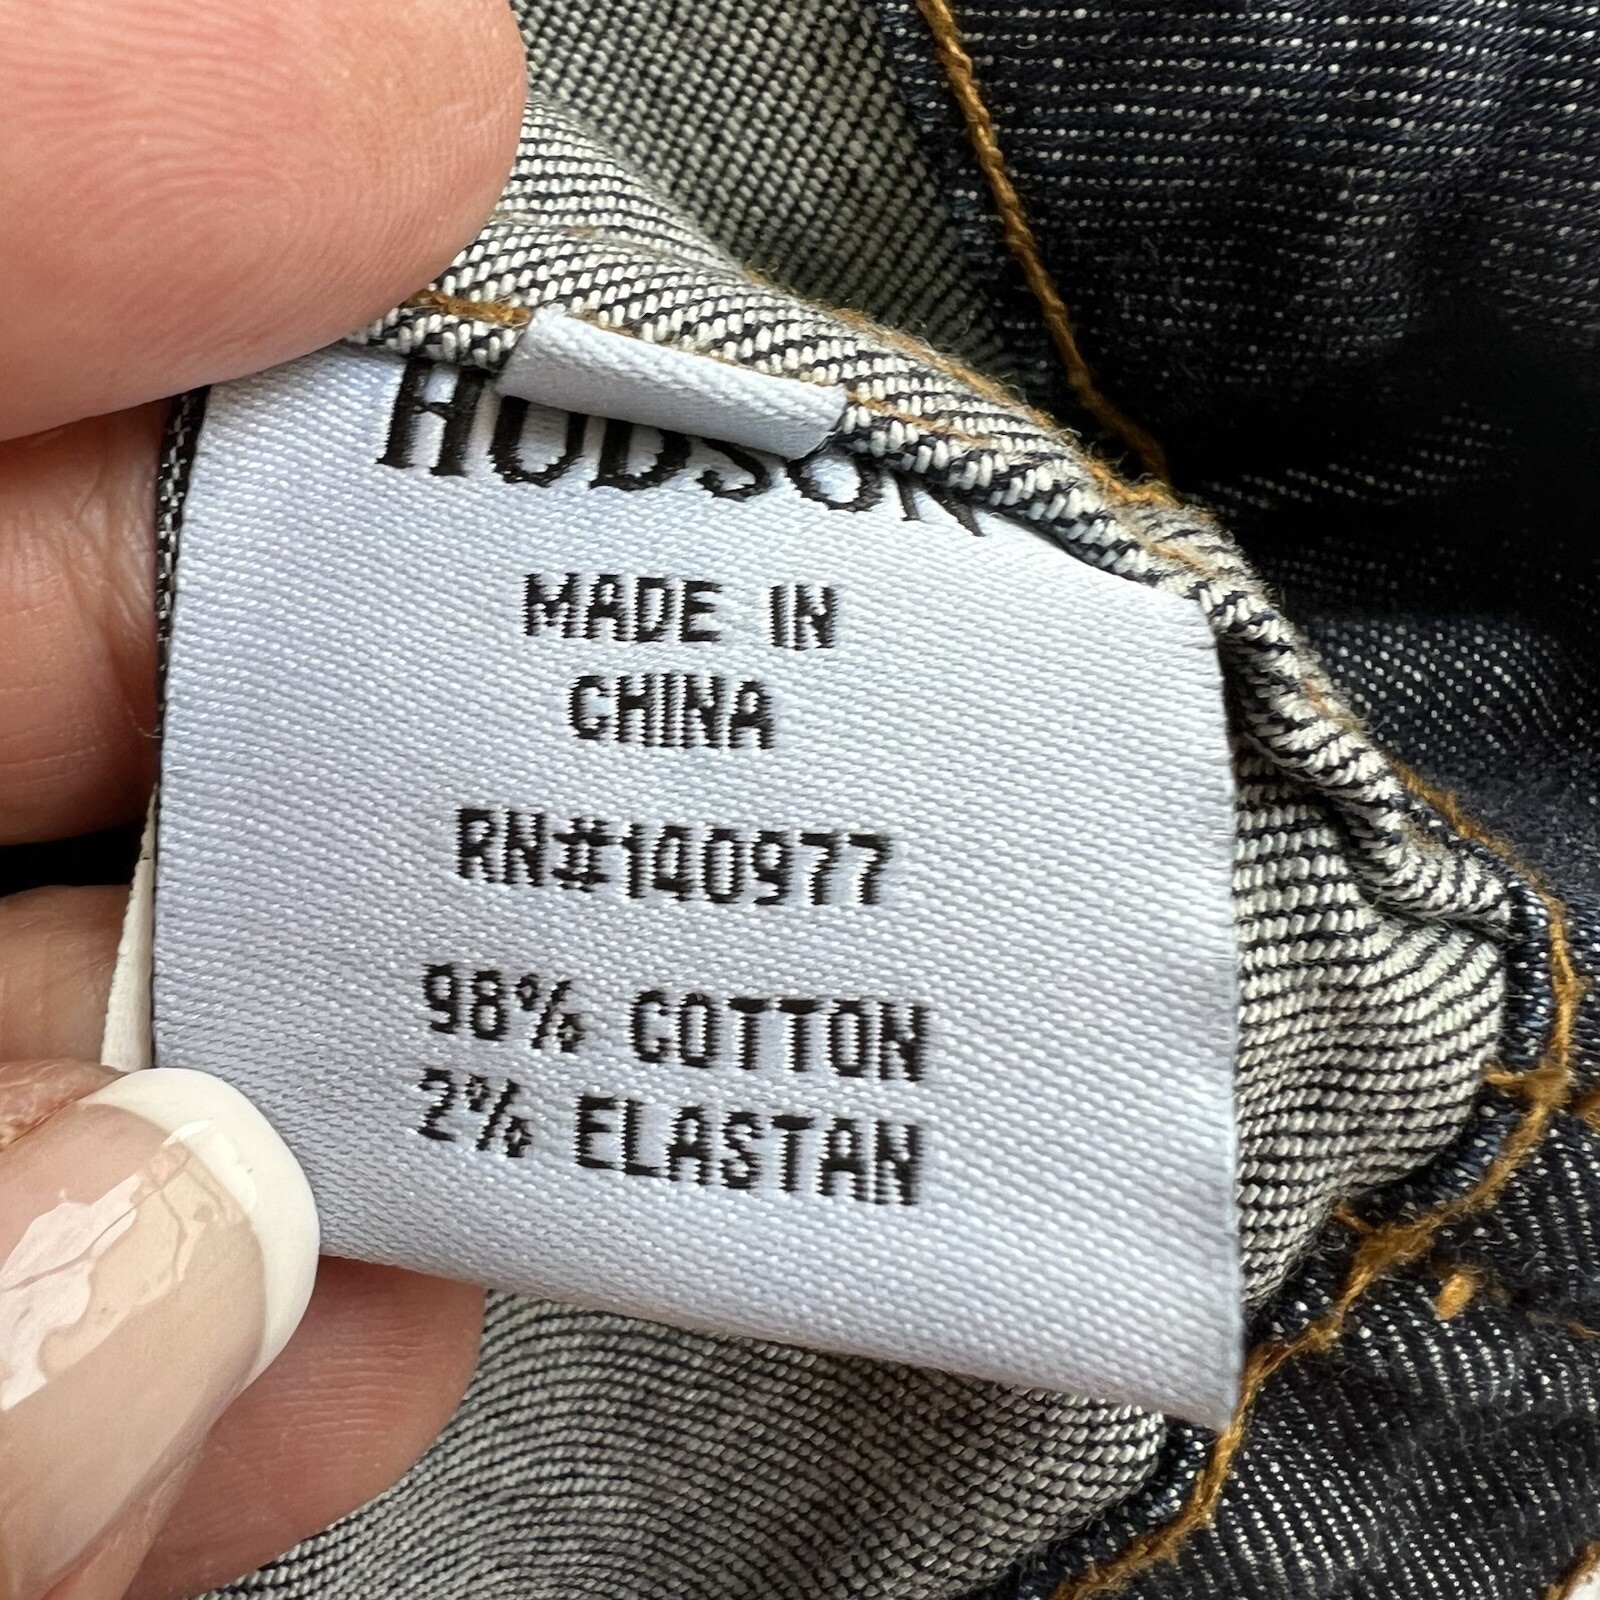 HUDSON
MADE IN
CHINA
RN#140977
98% COTTON
2% ELASTAN